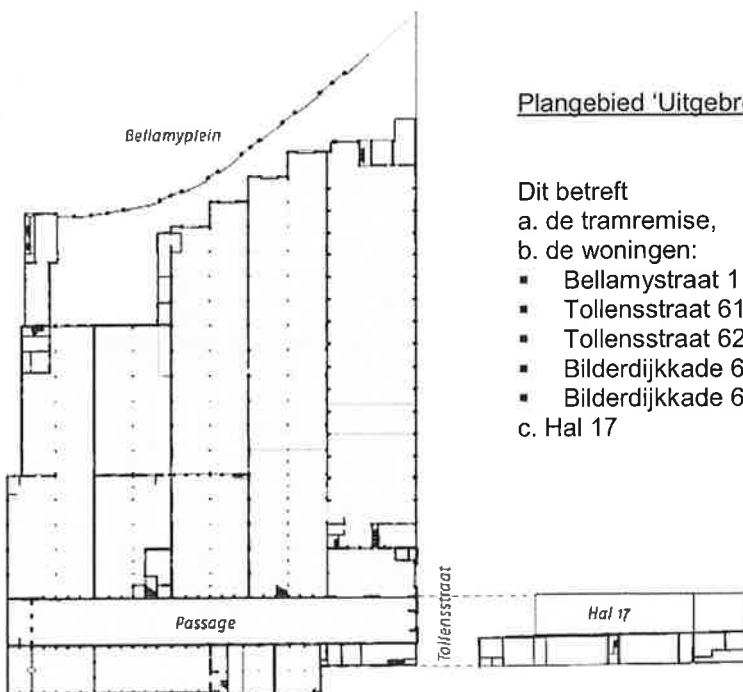 Plangebied 'Uitgebre
Bellamyplein
Dit betreft
a. de tramremise,
b. de woningen:
▪ Bellamystraat 1
▪ Tollensstraat 61
▪ Tollensstraat 62
▪ Bilderdijkkade 6
▪ Bilderdijkkade 6
c. Hal 17
Tollensstraat
Passage
Hal 17